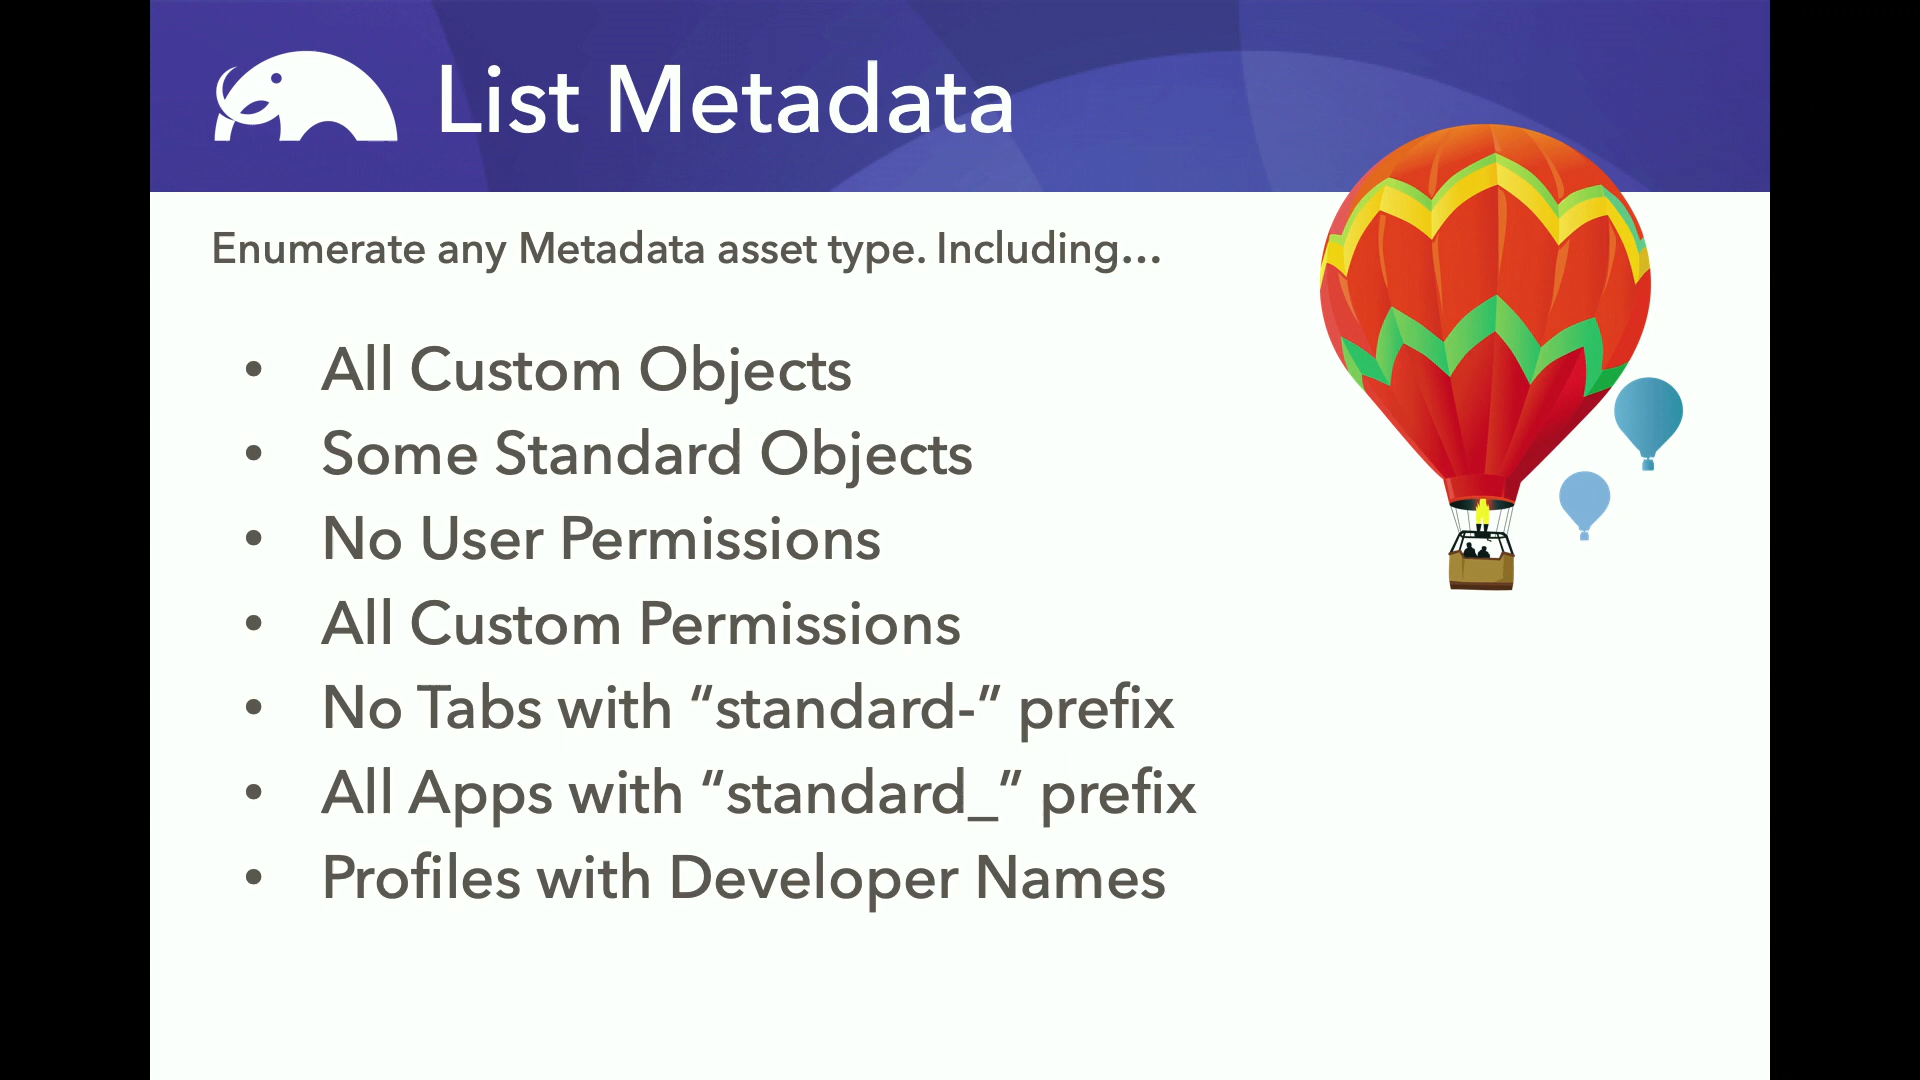 List Metadata
Enumerate any Metadata asset type. Including...
• All Custom Objects
• Some Standard Objects
• No User Permissions
• All Custom Permissions
• No Tabs with “standard-” prefix
• All Apps with “standard_” prefix
• Profiles with Developer Names